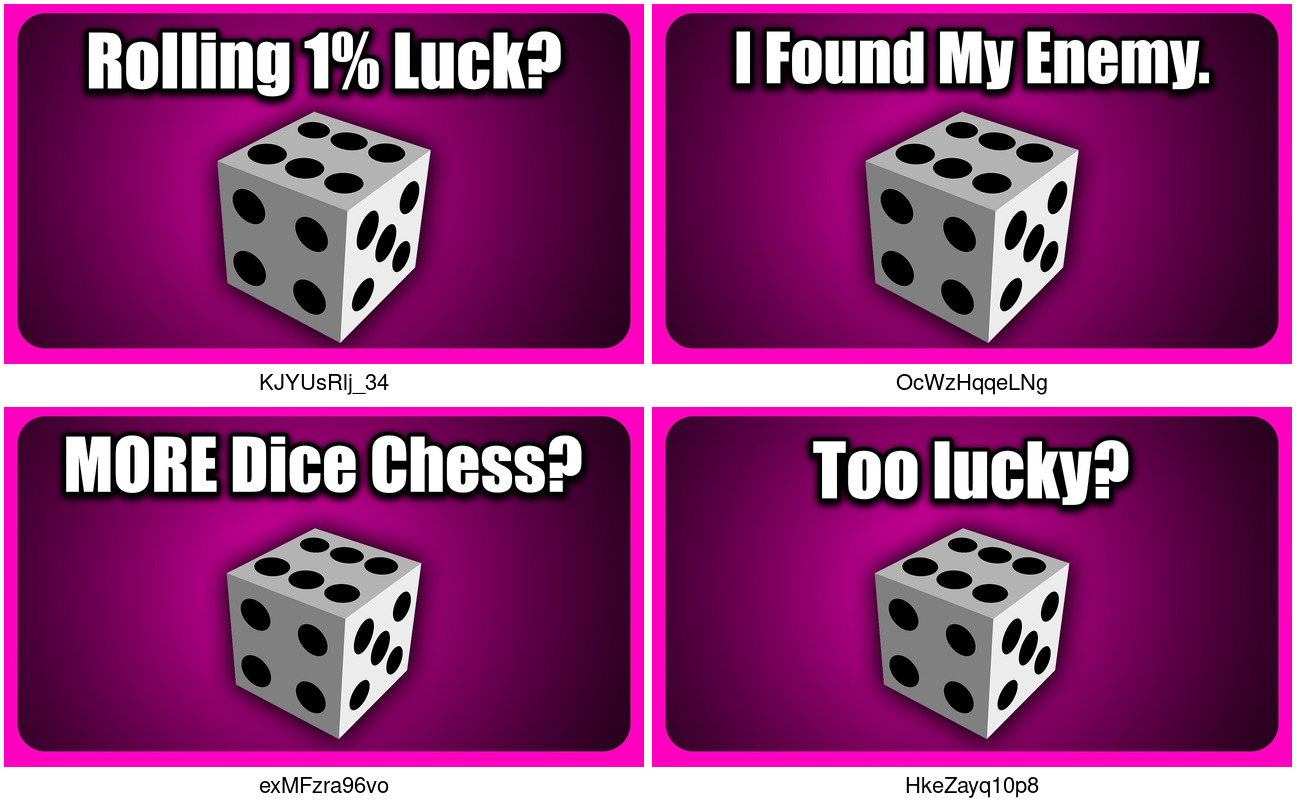 Rolling 1% Luck?
I Found My Enemy.
KJYUsRlj_34
OcWzHqqeLNg
MORE Dice Chess?
Too lucky?
exMFzra96vo
HkeZayq10p8